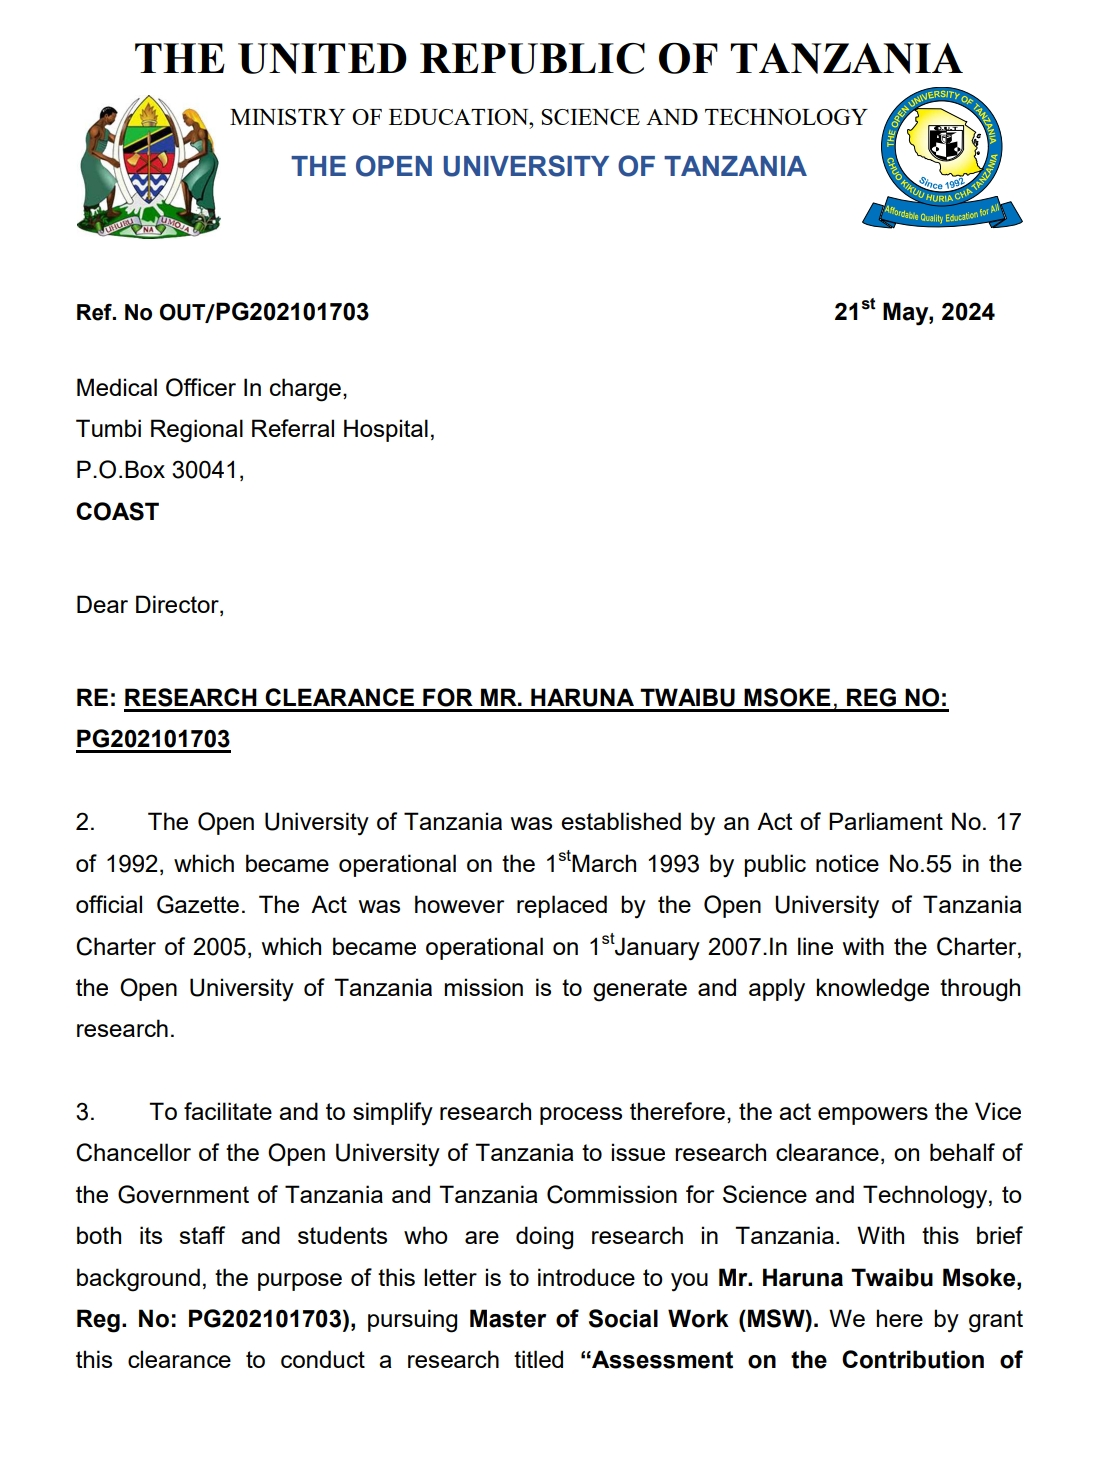 THE UNITED REPUBLIC OF TANZANIA
MINISTRY OF EDUCATION, SCIENCE AND TECHNOLOGY
THE OPEN UNIVERSITY OF TANZANIA
UHURU NA UMOJA
THE OPEN UNIVERSITY OF TANZANIA
CHUO KIKUU HURIA CHA TANZANIA
Since 1992
Affordable Quality Education for All
Ref. No OUT/PG202101703 21st May, 2024
Medical Officer In charge,
Tumbi Regional Referral Hospital,
P.O.Box 30041,
COAST
Dear Director,
RE: RESEARCH CLEARANCE FOR MR. HARUNA TWAIBU MSOKE, REG NO:
PG202101703
2. The Open University of Tanzania was established by an Act of Parliament No. 17
of 1992, which became operational on the 1stMarch 1993 by public notice No.55 in the
official Gazette. The Act was however replaced by the Open University of Tanzania
Charter of 2005, which became operational on 1stJanuary 2007.In line with the Charter,
the Open University of Tanzania mission is to generate and apply knowledge through
research.
3. To facilitate and to simplify research process therefore, the act empowers the Vice
Chancellor of the Open University of Tanzania to issue research clearance, on behalf of
the Government of Tanzania and Tanzania Commission for Science and Technology, to
both its staff and students who are doing research in Tanzania. With this brief
background, the purpose of this letter is to introduce to you Mr. Haruna Twaibu Msoke,
Reg. No: PG202101703), pursuing Master of Social Work (MSW). We here by grant
this clearance to conduct a research titled “Assessment on the Contribution of